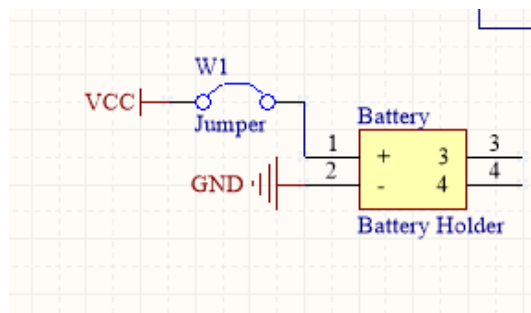 W1
VCC
Jumper
Battery
1 + 3 3
2 - 4 4
GND
Battery Holder